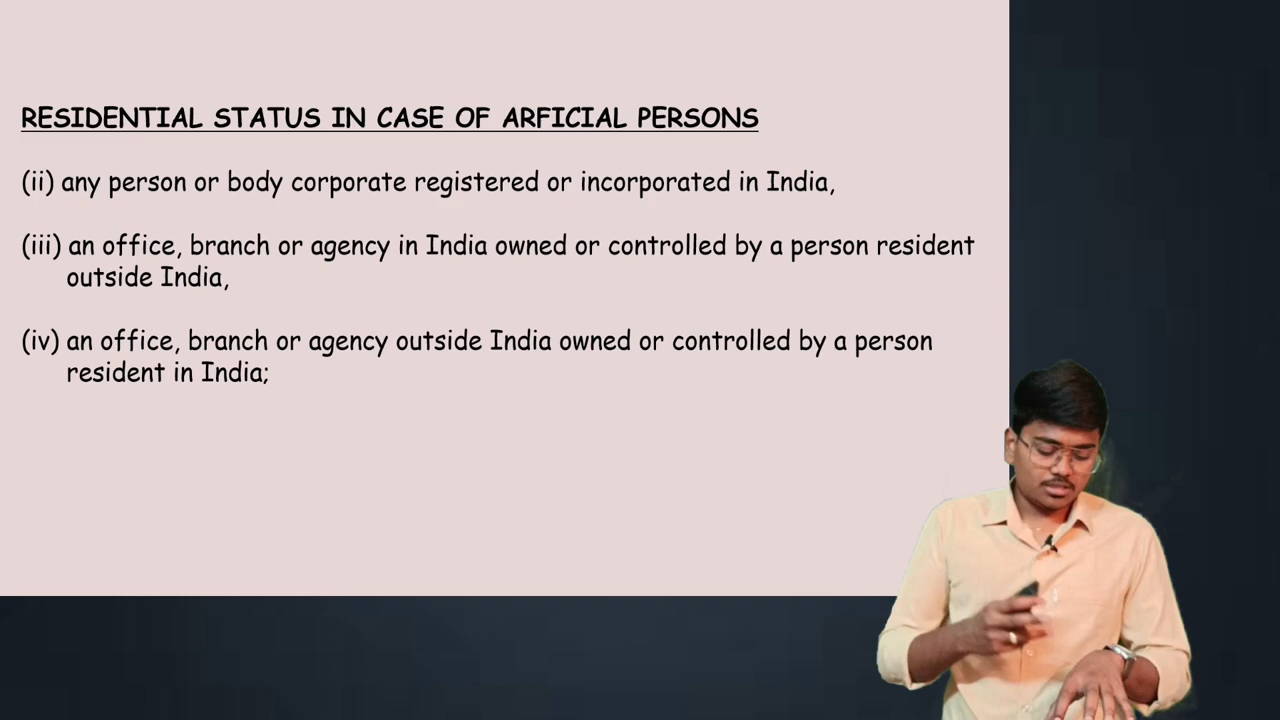 RESIDENTIAL STATUS IN CASE OF ARFICIAL PERSONS
(ii) any person or body corporate registered or incorporated in India,
(iii) an office, branch or agency in India owned or controlled by a person resident
outside India,
(iv) an office, branch or agency outside India owned or controlled by a person
resident in India;